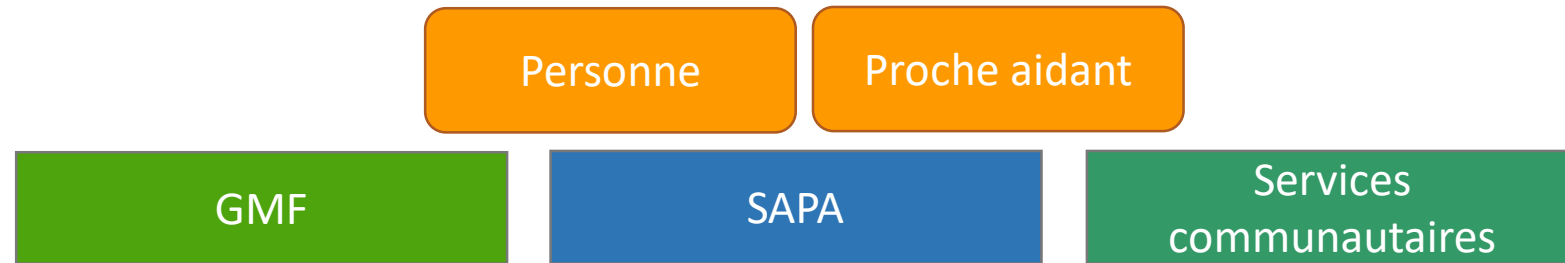 Personne
Proche aidant
GMF
SAPA
Services
communautaires